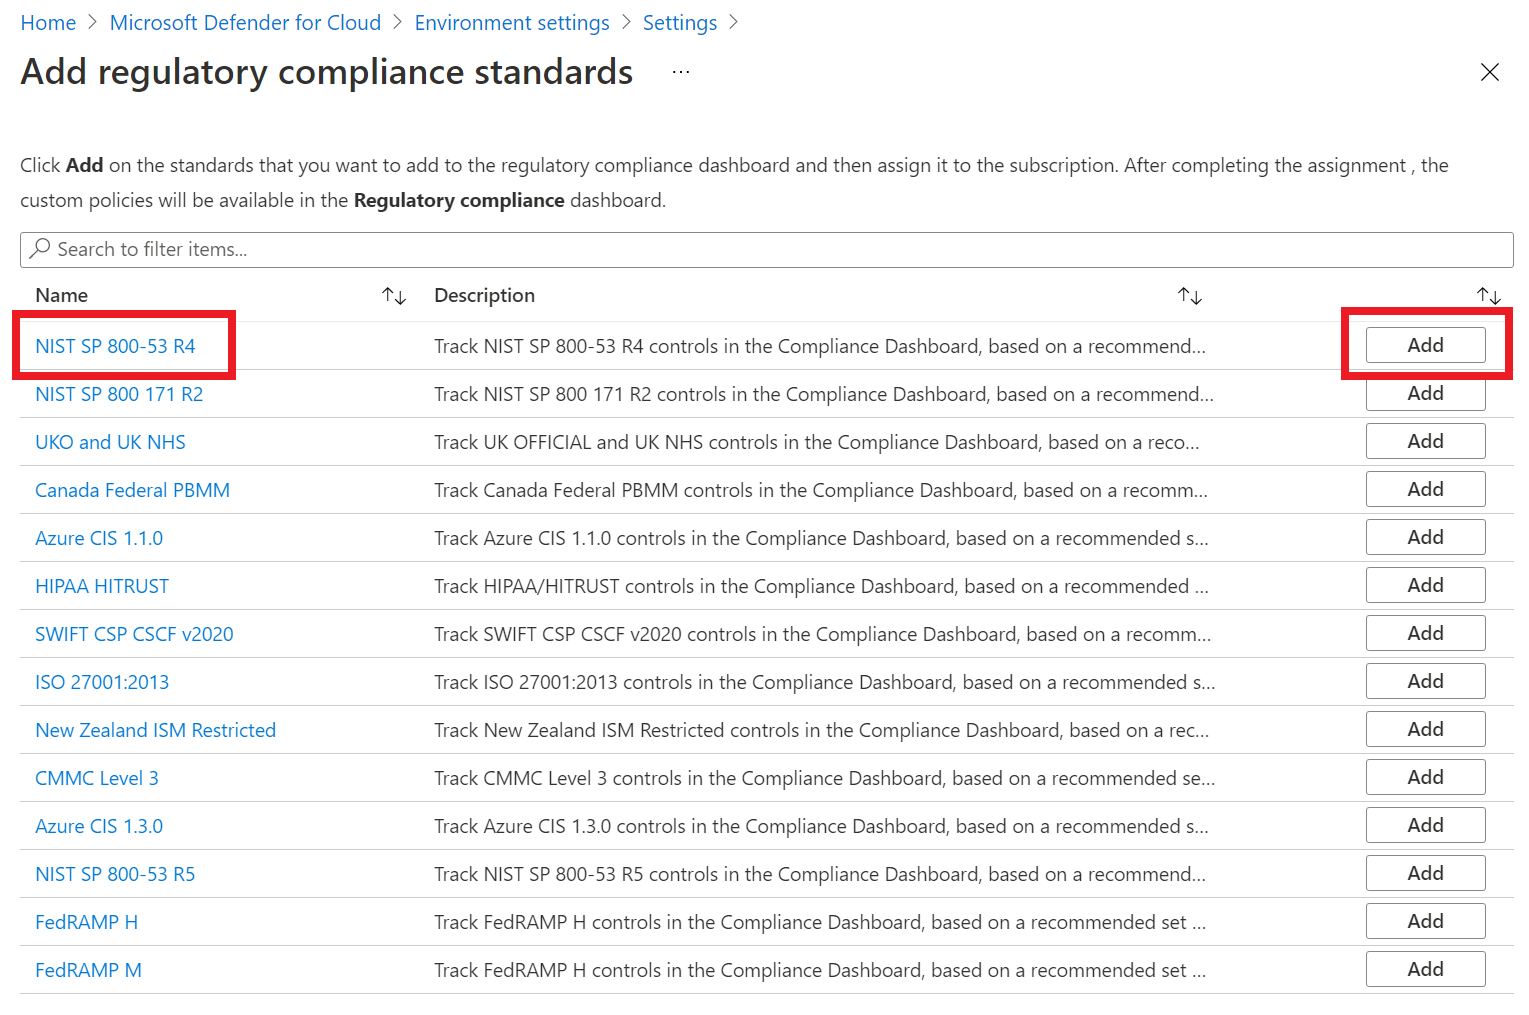 Home > Microsoft Defender for Cloud > Environment settings > Settings >
Add regulatory compliance standards ...
Click Add on the standards that you want to add to the regulatory compliance dashboard and then assign it to the subscription. After completing the assignment , the
custom policies will be available in the Regulatory compliance dashboard.
Search to filter items...
Name Description
NIST SP 800-53 R4 Track NIST SP 800-53 R4 controls in the Compliance Dashboard, based on a recommend... Add
NIST SP 800 171 R2 Track NIST SP 800 171 R2 controls in the Compliance Dashboard, based on a recommend... Add
UKO and UK NHS Track UK OFFICIAL and UK NHS controls in the Compliance Dashboard, based on a reco... Add
Canada Federal PBMM Track Canada Federal PBMM controls in the Compliance Dashboard, based on a recomm... Add
Azure CIS 1.1.0 Track Azure CIS 1.1.0 controls in the Compliance Dashboard, based on a recommended s... Add
HIPAA HITRUST Track HIPAA/HITRUST controls in the Compliance Dashboard, based on a recommended ... Add
SWIFT CSP CSCF v2020 Track SWIFT CSP CSCF v2020 controls in the Compliance Dashboard, based on a recomm... Add
ISO 27001:2013 Track ISO 27001:2013 controls in the Compliance Dashboard, based on a recommended s... Add
New Zealand ISM Restricted Track New Zealand ISM Restricted controls in the Compliance Dashboard, based on a rec... Add
CMMC Level 3 Track CMMC Level 3 controls in the Compliance Dashboard, based on a recommended se... Add
Azure CIS 1.3.0 Track Azure CIS 1.3.0 controls in the Compliance Dashboard, based on a recommended s... Add
NIST SP 800-53 R5 Track NIST SP 800-53 R5 controls in the Compliance Dashboard, based on a recommend... Add
FedRAMP H Track FedRAMP H controls in the Compliance Dashboard, based on a recommended set ... Add
FedRAMP M Track FedRAMP H controls in the Compliance Dashboard, based on a recommended set ... Add